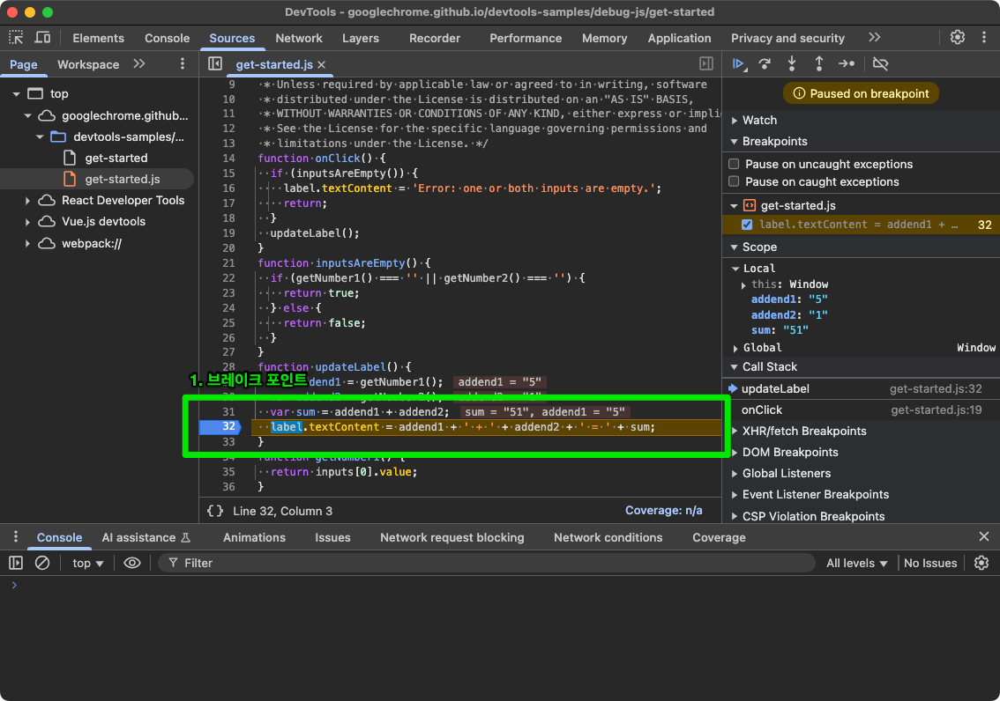 DevTools - googlechrome.github.io/devtools-samples/debug-js/get-started
Elements Console Sources Network Layers Recorder Performance Memory Application Privacy and security
Page Workspace
get-started.js
top
googlechrome.github...
devtools-samples/...
get-started
get-started.js
React Developer Tools
Vue.js devtools
webpack://
9 * Unless required by applicable law or agreed to in writing, software
10 * distributed under the License is distributed on an "AS IS" BASIS,
11 * WITHOUT WARRANTIES OR CONDITIONS OF ANY KIND, either express or impli
12 * See the License for the specific language governing permissions and
13 * limitations under the License. */
14 function onClick() {
15 if (inputsAreEmpty()) {
16 label.textContent = 'Error: one or both inputs are empty.';
17 return;
18 }
19 updateLabel();
20 }
21 function inputsAreEmpty() {
22 if (getNumber1() === '' || getNumber2() === '') {
23 return true;
24 } else {
25 return false;
26 }
27 }
28 function updateLabel() {
1. 브레이크 포인트
dend1 = getNumber1(); addend1 = "5"
31 var sum = addend1 + addend2; sum = "51", addend1 = "5"
32 label.textContent = addend1 + ' + ' + addend2 + ' = ' + sum;
33 }
34 function getNumber1() {
35 return inputs[0].value;
36 }
{} Line 32, Column 3
Coverage: n/a
Paused on breakpoint
Watch
Breakpoints
Pause on uncaught exceptions
Pause on caught exceptions
get-started.js
label.textContent = addend1 + … 32
Scope
Local
this: Window
addend1: "5"
addend2: "1"
sum: "51"
Global Window
Call Stack
updateLabel get-started.js:32
onClick get-started.js:19
XHR/fetch Breakpoints
DOM Breakpoints
Global Listeners
Event Listener Breakpoints
CSP Violation Breakpoints
Console AI assistance Animations Issues Network request blocking Network conditions Coverage
top Filter All levels No Issues